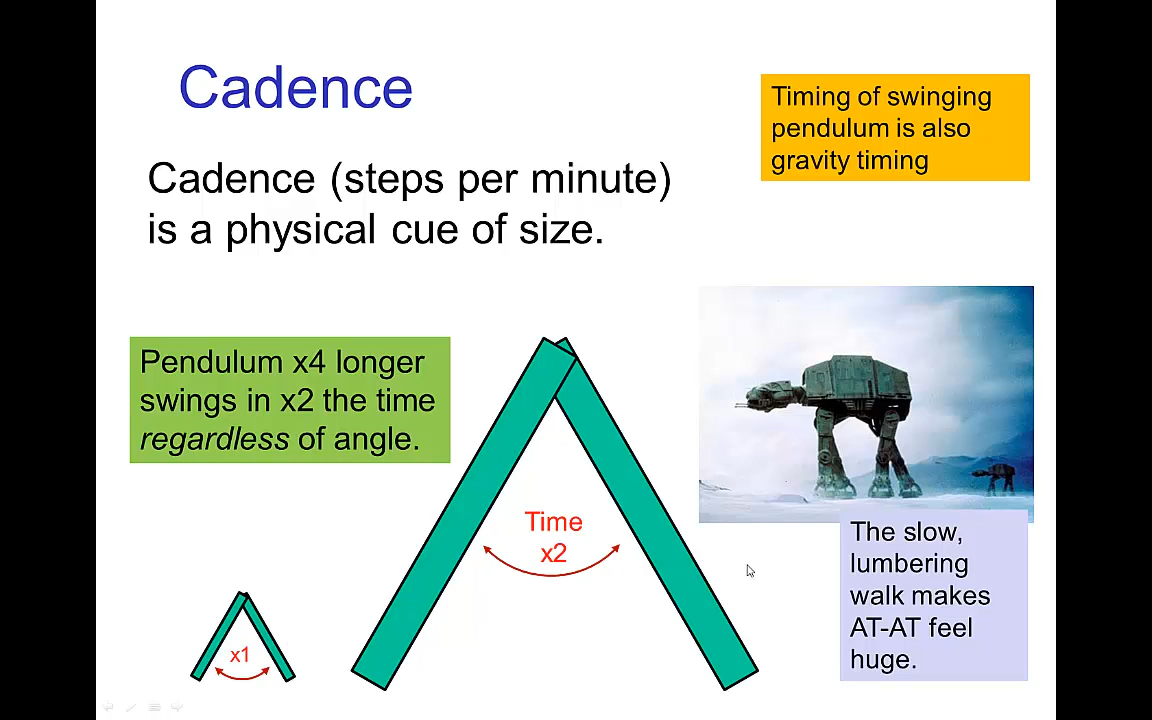 Cadence
Timing of swinging
pendulum is also
gravity timing
Cadence (steps per minute)
is a physical cue of size.
Pendulum x4 longer
swings in x2 the time
regardless of angle.
Time
x2
The slow,
lumbering
walk makes
AT-AT feel
huge.
x1